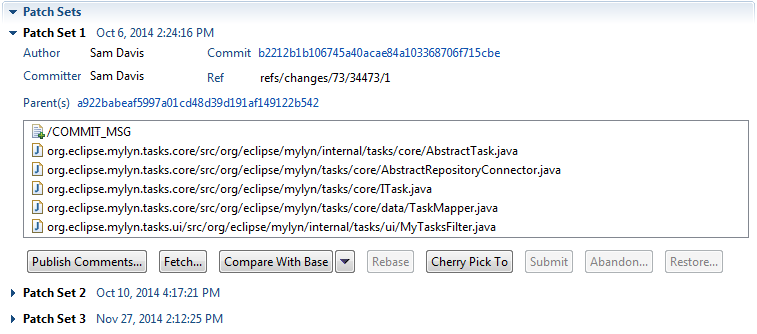 Patch Sets
Patch Set 1 Oct 6, 2014 2:24:16 PM
Author Sam Davis Commit b2212b1b106745a40acae84a103368706f715cbe
Committer Sam Davis Ref refs/changes/73/34473/1
Parent(s) a922babeaf5997a01cd48d39d191af149122b542
/COMMIT_MSG
org.eclipse.mylyn.tasks.core/src/org/eclipse/mylyn/internal/tasks/core/AbstractTask.java
org.eclipse.mylyn.tasks.core/src/org/eclipse/mylyn/tasks/core/AbstractRepositoryConnector.java
org.eclipse.mylyn.tasks.core/src/org/eclipse/mylyn/tasks/core/ITask.java
org.eclipse.mylyn.tasks.core/src/org/eclipse/mylyn/tasks/core/data/TaskMapper.java
org.eclipse.mylyn.tasks.ui/src/org/eclipse/mylyn/internal/tasks/ui/MyTasksFilter.java
Publish Comments... Fetch... Compare With Base Rebase Cherry Pick To Submit Abandon... Restore...
Patch Set 2 Oct 10, 2014 4:17:21 PM
Patch Set 3 Nov 27, 2014 2:12:25 PM